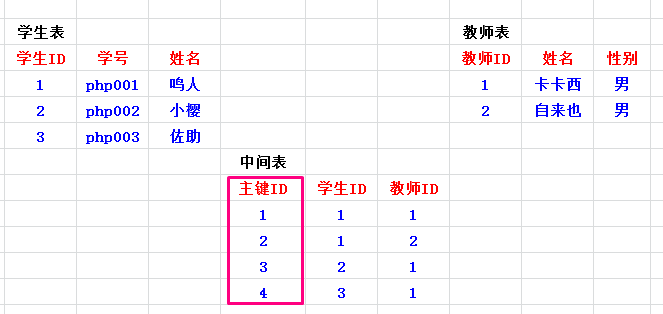 学生表 教师表
学生ID 学号 姓名 教师ID 姓名 性别
1 php001 鸣人 1 卡卡西 男
2 php002 小樱 2 自来也 男
3 php003 佐助
中间表
主键ID 学生ID 教师ID
1 1 1
2 1 2
3 2 1
4 3 1